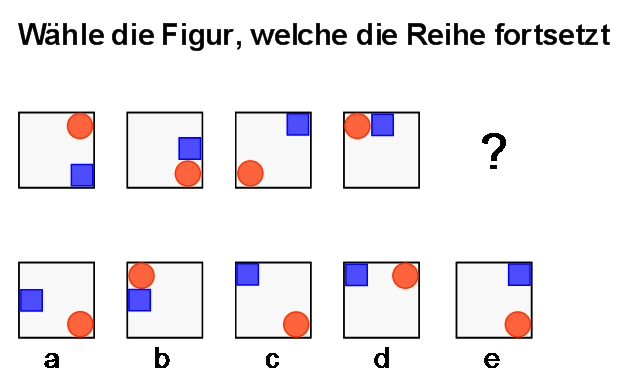 Wähle die Figur, welche die Reihe fortsetzt
?
a b c d e